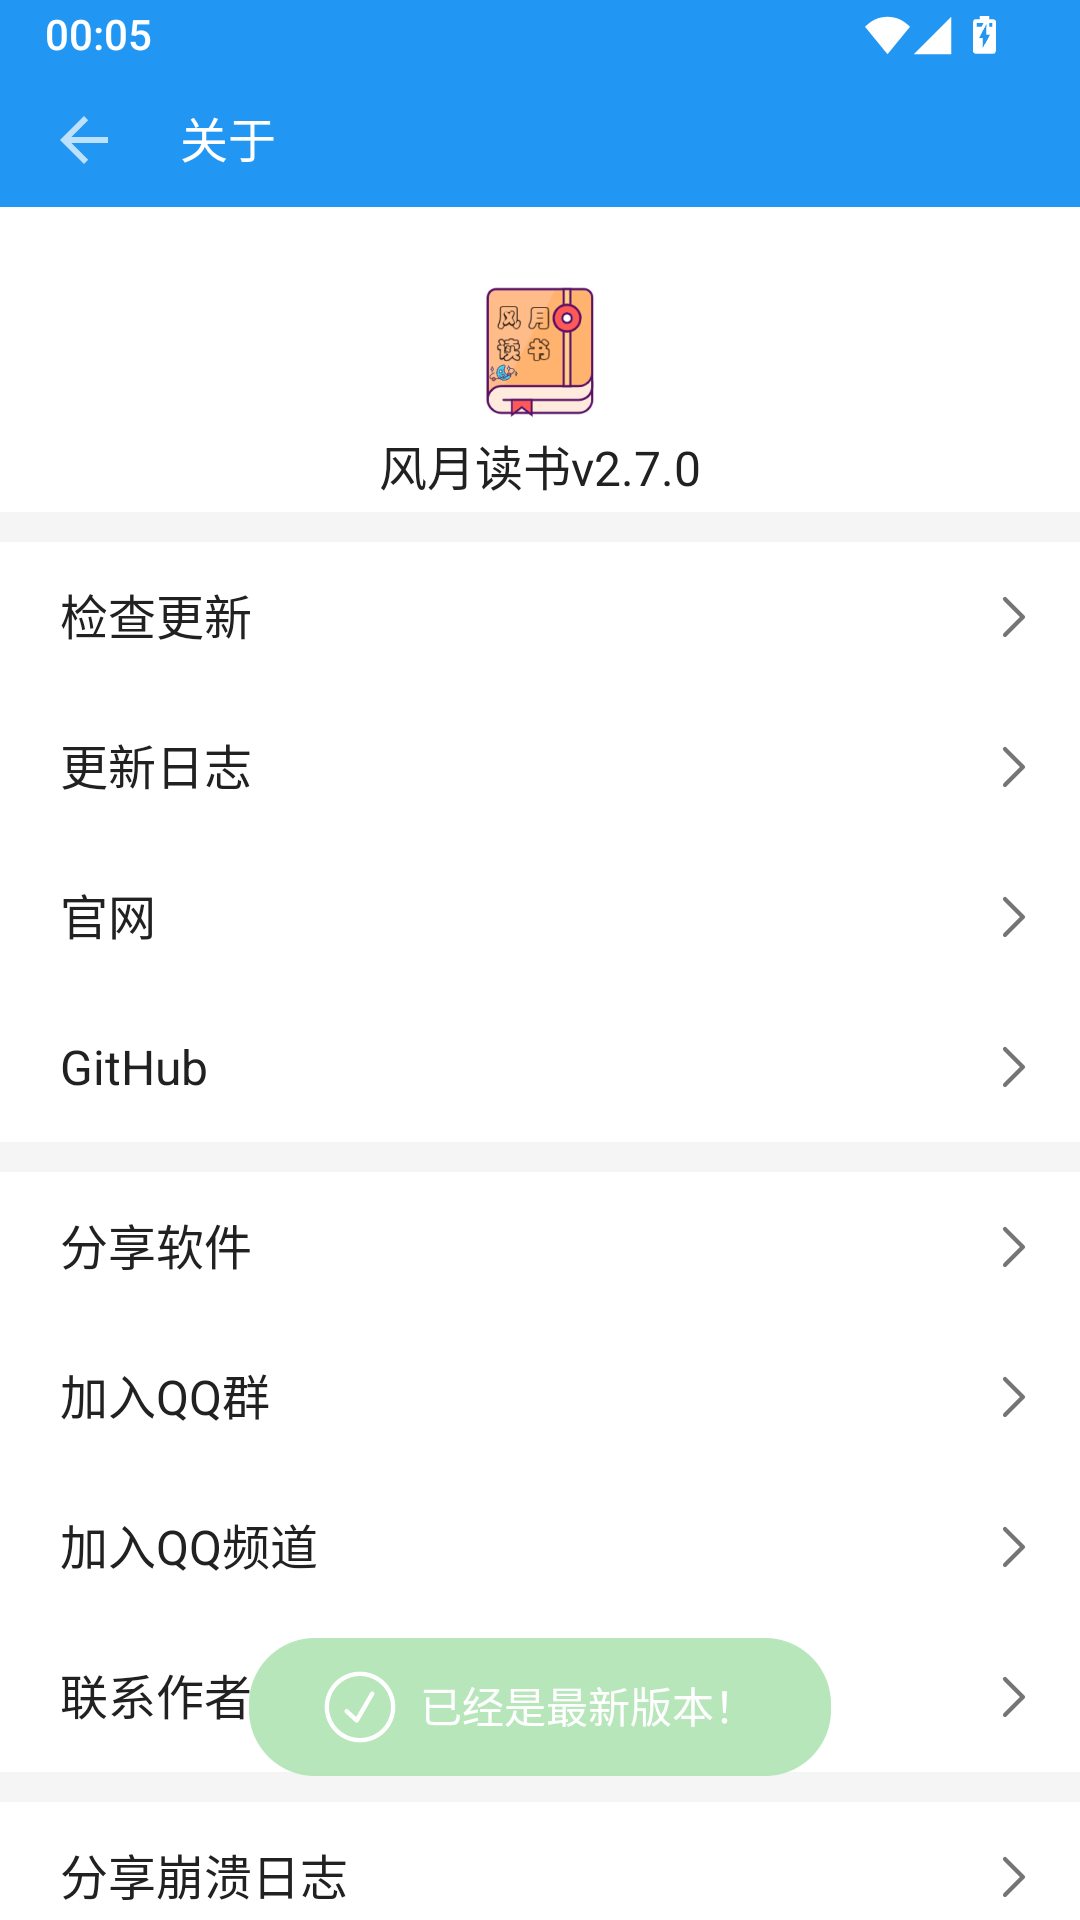 00:05
关于
风月
读书
风月读书v2.7.0
检查更新
更新日志
官网
GitHub
分享软件
加入QQ群
加入QQ频道
联系作者
已经是最新版本！
分享崩溃日志